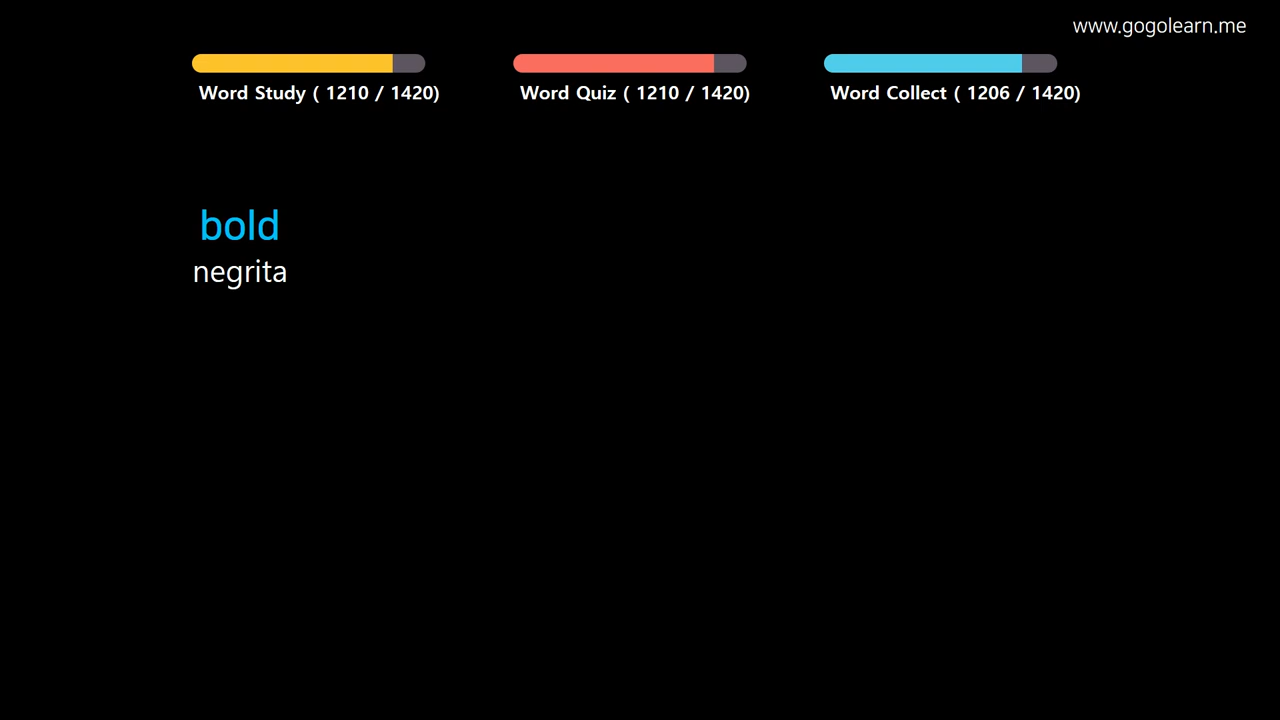 www.gogolearn.me
Word Study ( 1210 / 1420)
Word Quiz ( 1210 / 1420)
Word Collect ( 1206 / 1420)
bold
negrita